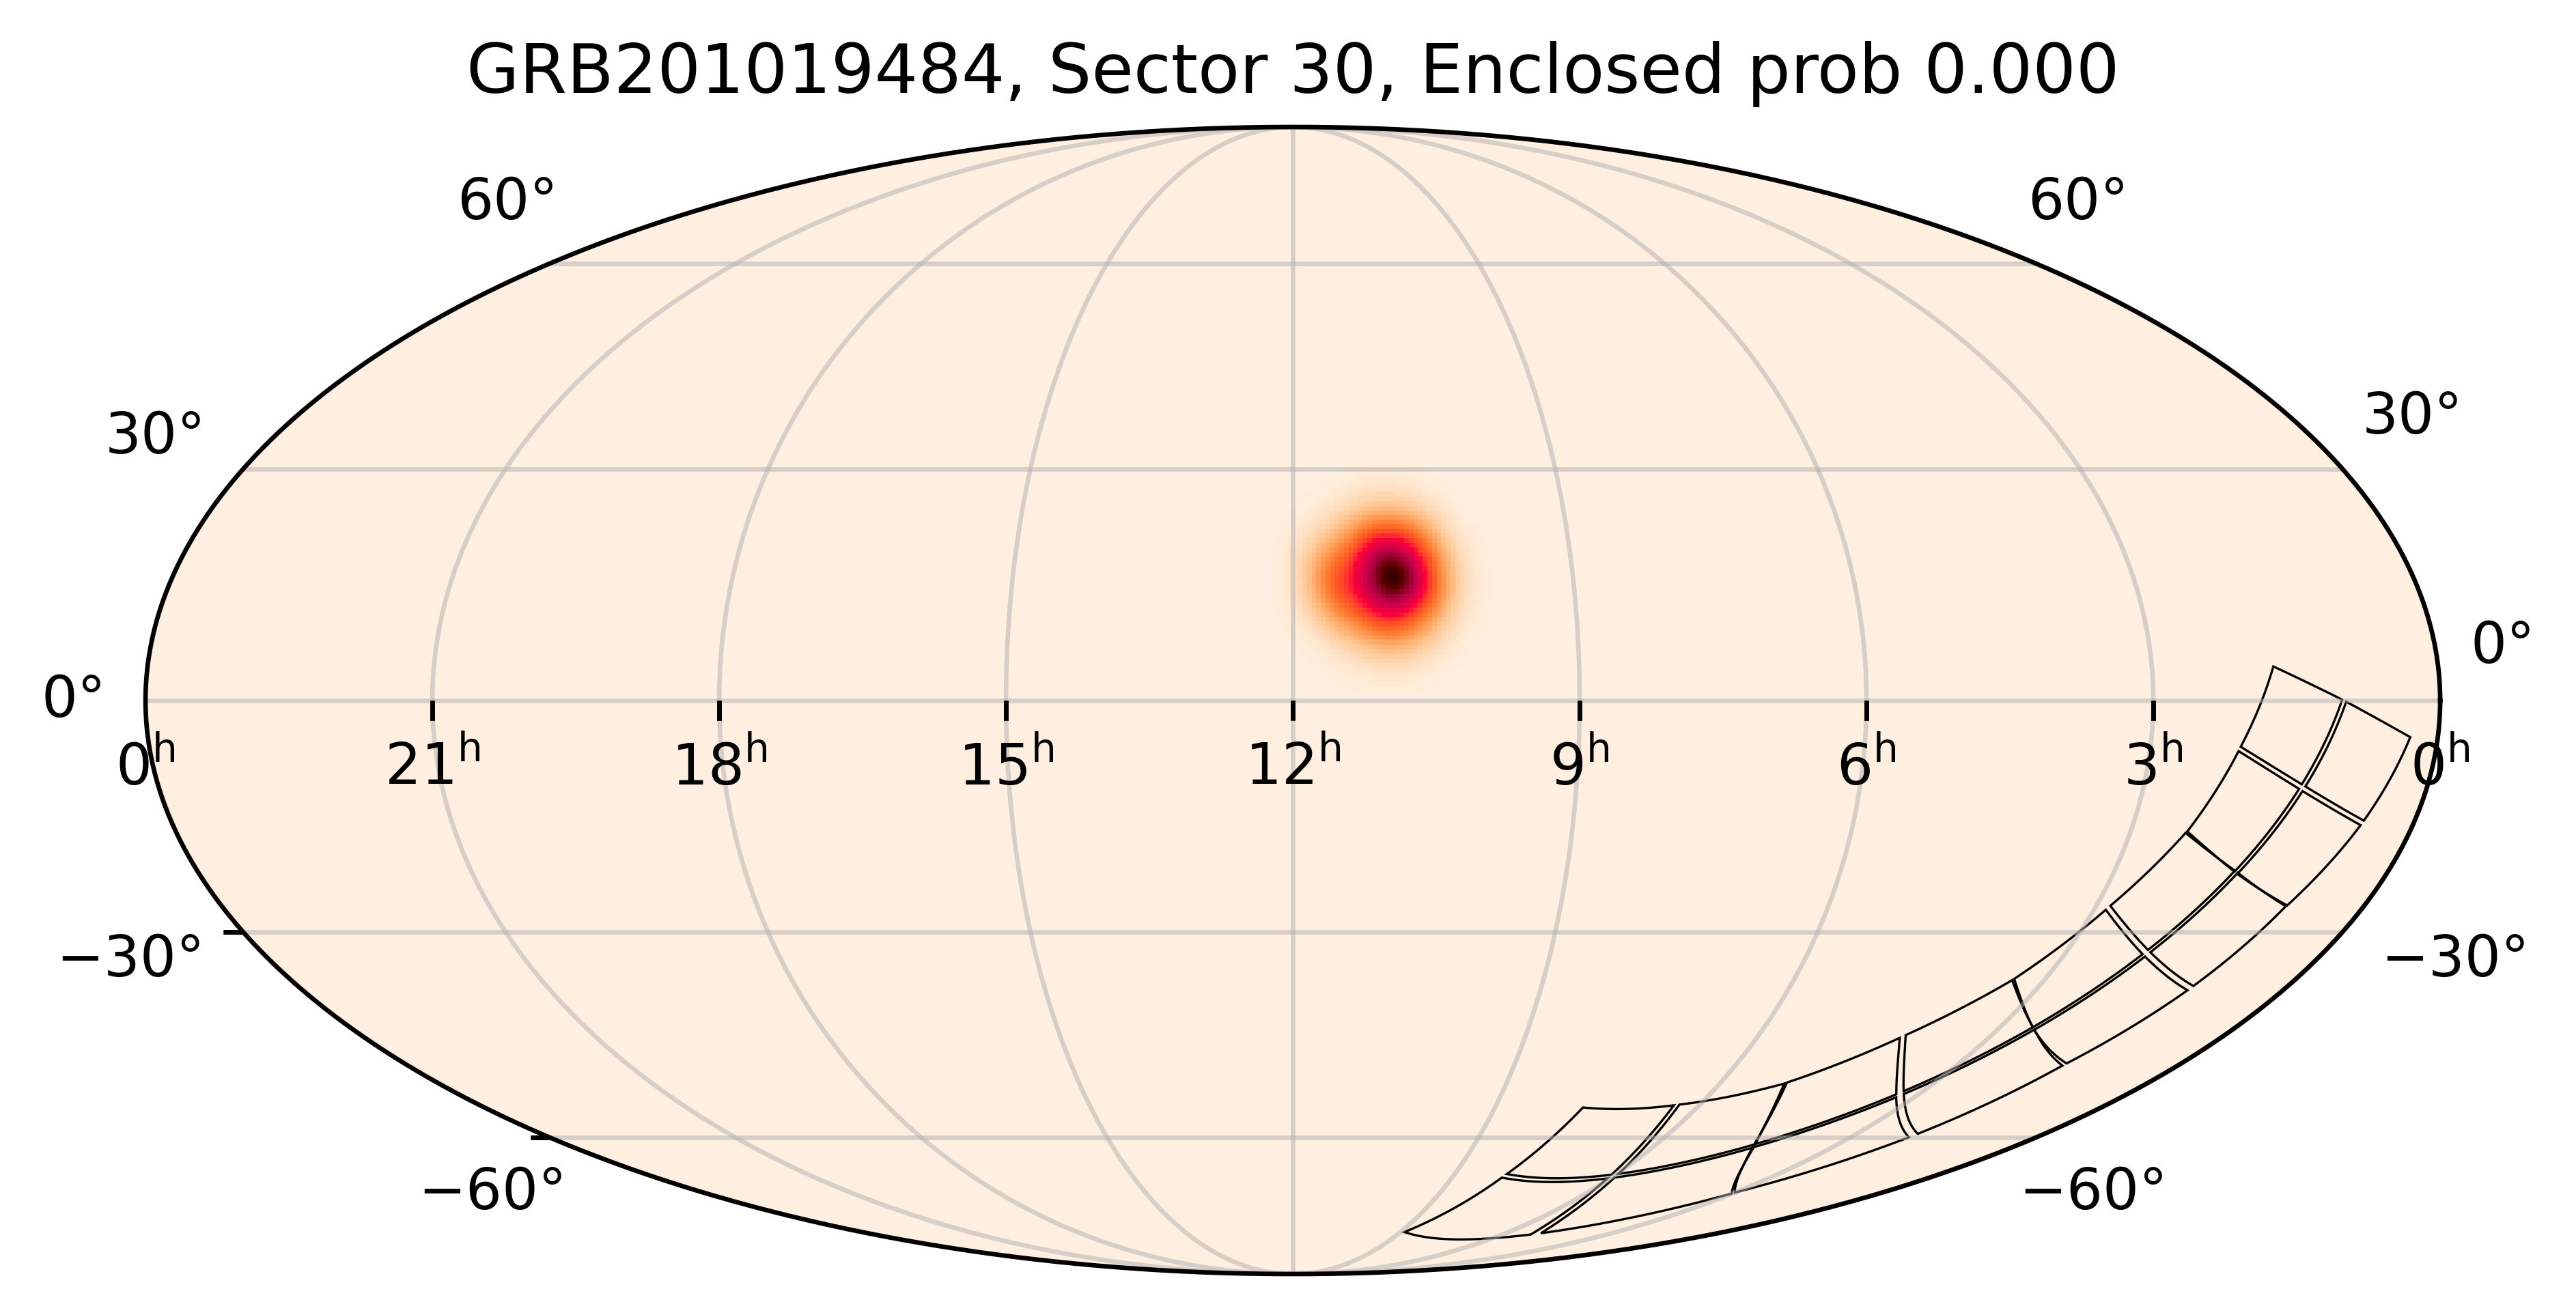 GRB201019484, Sector 30, Enclosed prob 0.000
60° 60°
30° 30°
0° 0°
0h 21h 18h 15h 12h 9h 6h 3h 0h
−30° −30°
−60° −60°